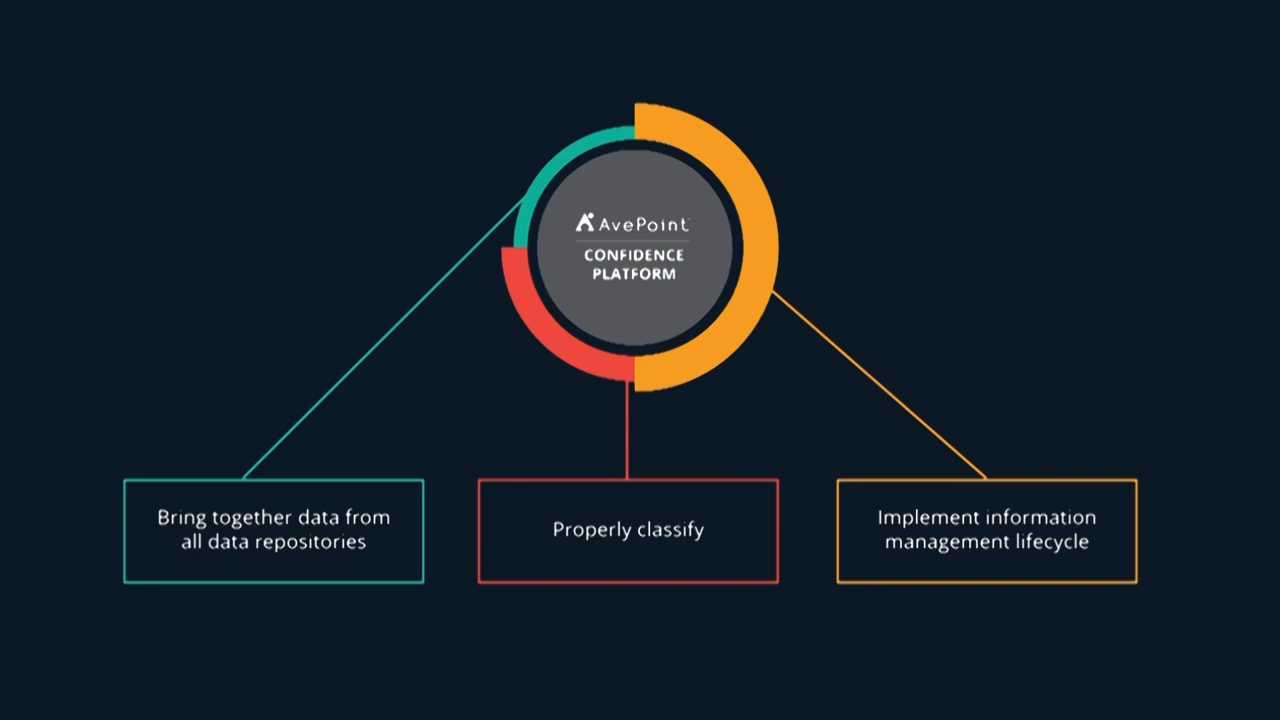 AvePoint
CONFIDENCE
PLATFORM
Bring together data from
all data repositories
Properly classify
Implement information
management lifecycle